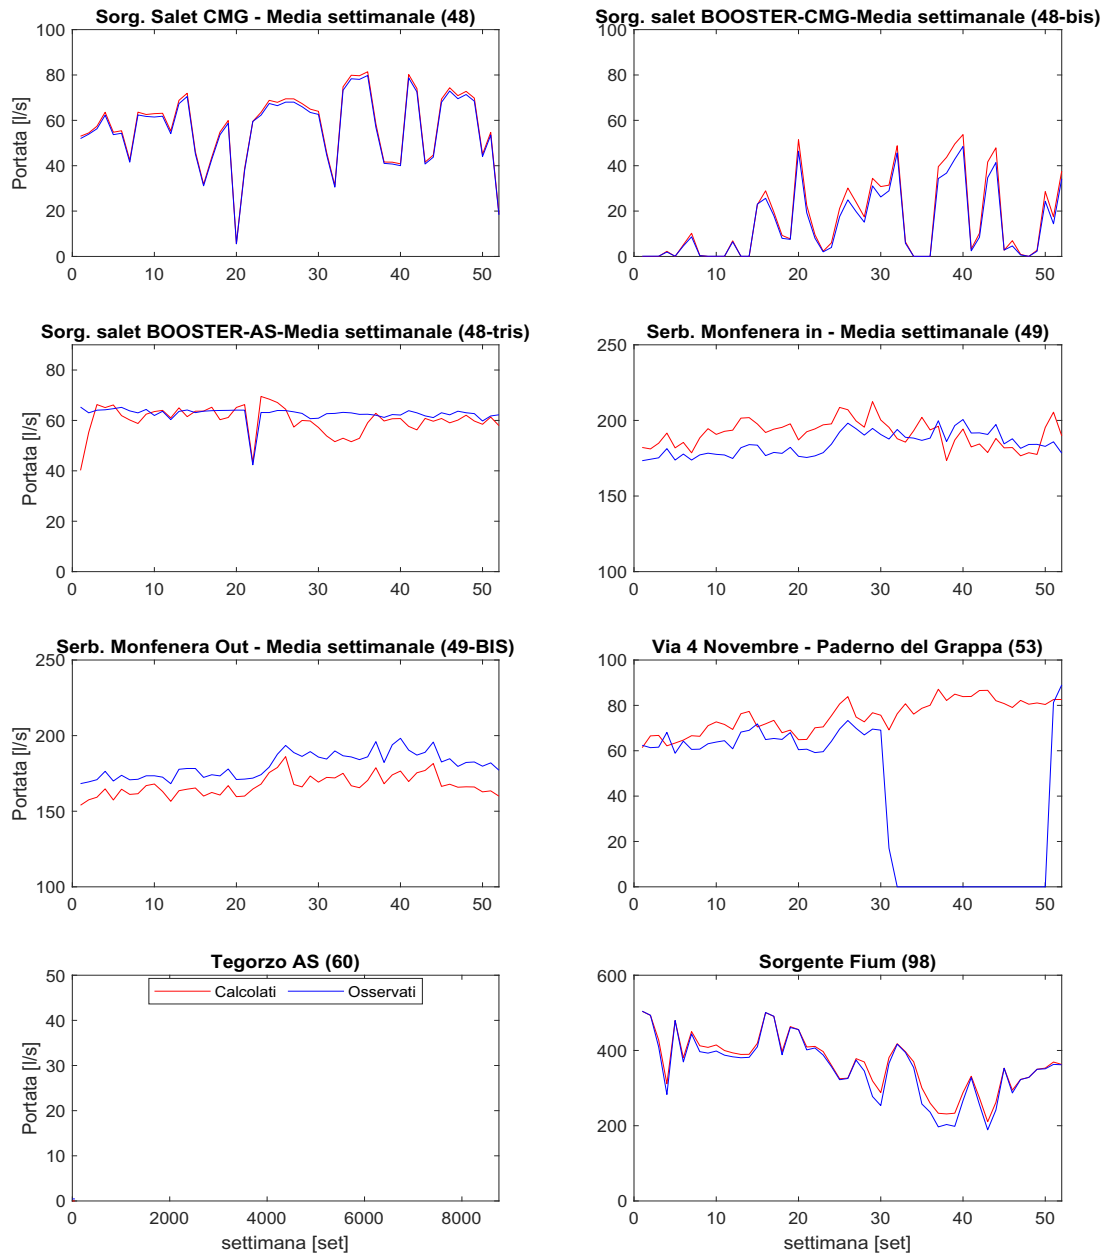 Sorg. Salet CMG - Media settimanale (48)
Portata [l/s]
100
80
60
40
20
0
0 10 20 30 40 50
Sorg. salet BOOSTER-CMG-Media settimanale (48-bis)
100
80
60
40
20
0
0 10 20 30 40 50
Sorg. salet BOOSTER-AS-Media settimanale (48-tris)
Portata [l/s]
80
60
40
20
0
0 10 20 30 40 50
Serb. Monfenera in - Media settimanale (49)
250
200
150
100
0 10 20 30 40 50
Serb. Monfenera Out - Media settimanale (49-BIS)
Portata [l/s]
250
200
150
100
0 10 20 30 40 50
Via 4 Novembre - Paderno del Grappa (53)
100
80
60
40
20
0
0 10 20 30 40 50
Tegorzo AS (60)
Calcolati Osservati
Portata [l/s]
50
40
30
20
10
0
0 2000 4000 6000 8000
settimana [set]
Sorgente Fium (98)
600
400
200
0
0 10 20 30 40 50
settimana [set]